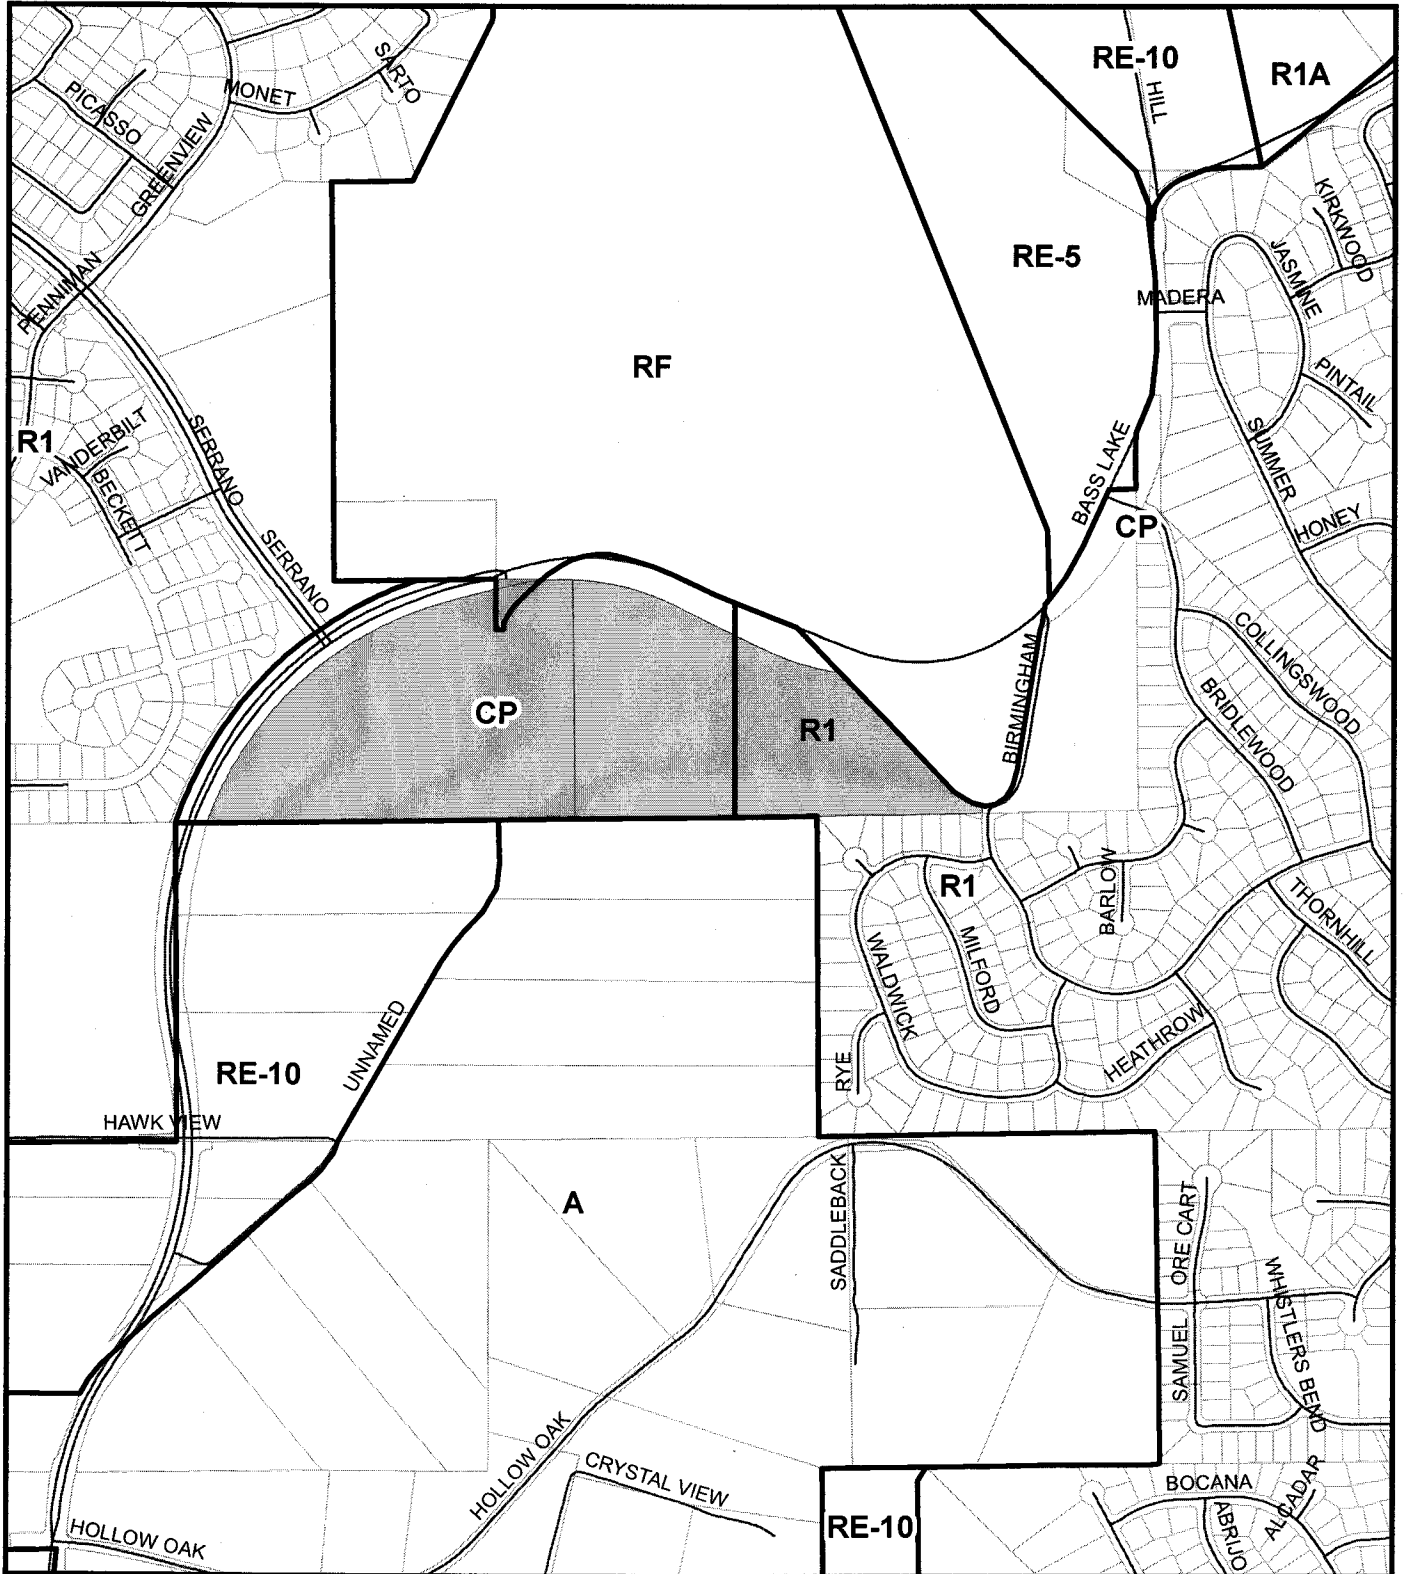 RE-10
R1A
HILL
SARTO
MONET
PICASSO
GREENVIEW
KIRKWOOD
JASMINE
RE-5
MADERA
PENNIMAN
RF
PINTAIL
R1
VANDERBILT
SERRANO
BECKETT
SUMMER
BASS LAKE
CP
HONEY
SERRANO
COLLINGSWOOD
BIRMINGHAM
BRIDLEWOOD
CP
R1
R1
BARLOW
THORNHILL
WALDWICK
MILFORD
UNNAMED
HEATHROW
RYE
RE-10
HAWK VIEW
A
SADDLEBACK
SAMUEL ORE CART
WHISTLERS BEND
HOLLOW OAK
CRYSTAL VIEW
BOCANA
ALCADAR
ABRIJO
RE-10
HOLLOW OAK